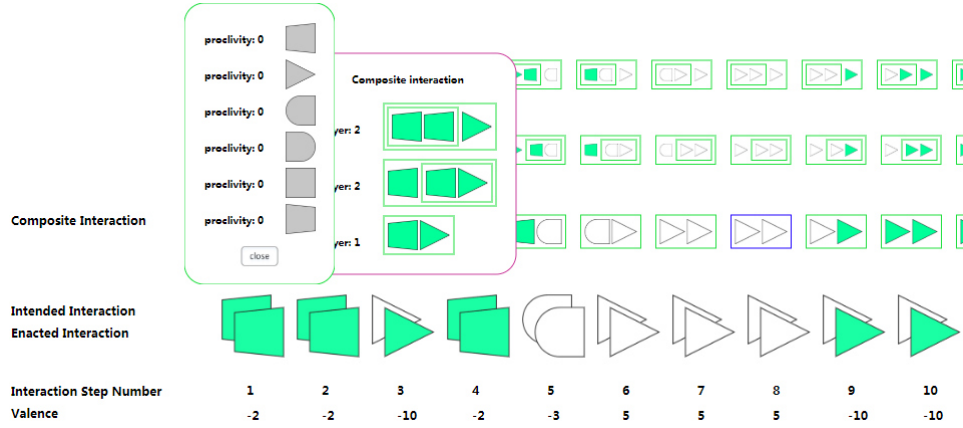 proclivity: 0
proclivity: 0
proclivity: 0
proclivity: 0
proclivity: 0
proclivity: 0
close
Composite interaction
yer: 2
yer: 2
yer: 1
Composite Interaction
Intended Interaction
Enacted Interaction
Interaction Step Number 1 2 3 4 5 6 7 8 9 10
Valence -2 -2 -10 -2 -3 5 5 5 -10 -10